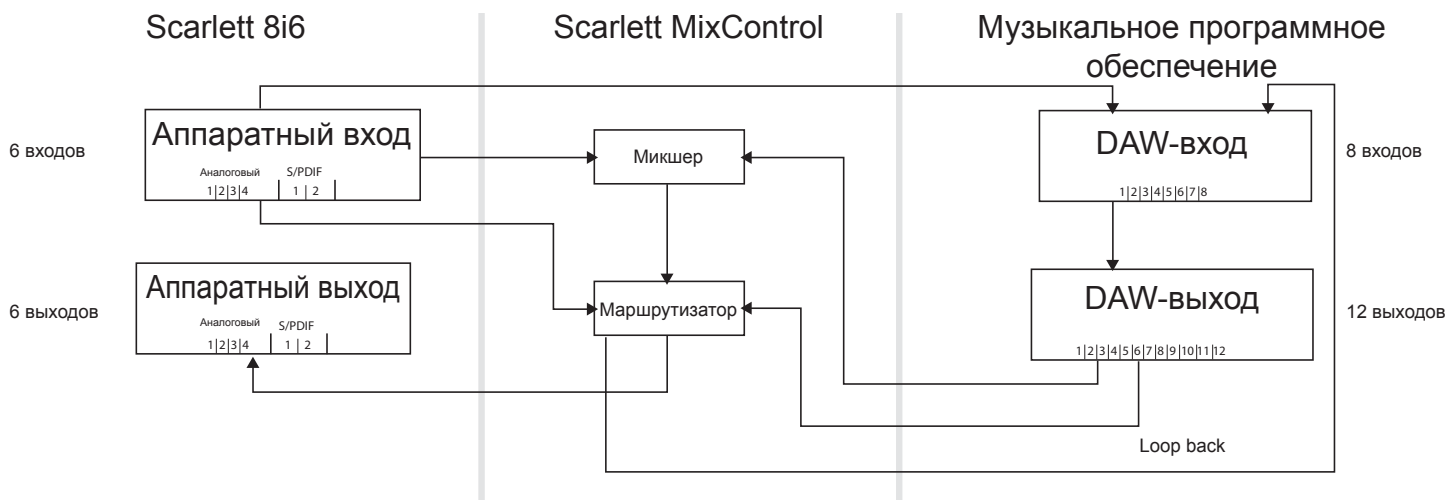 Scarlett 8i6
Scarlett MixControl
Музыкальное программное
обеспечение
6 входов
Аппаратный вход
Аналоговый S/PDIF
1|2|3|4 1 | 2
Микшер
DAW-вход
1|2|3|4|5|6|7|8
8 входов
6 выходов
Аппаратный выход
Аналоговый S/PDIF
1|2|3|4 1 | 2
Маршрутизатор
DAW-выход
1|2|3|4|5|6|7|8|9|10|11|12
12 выходов
Loop back